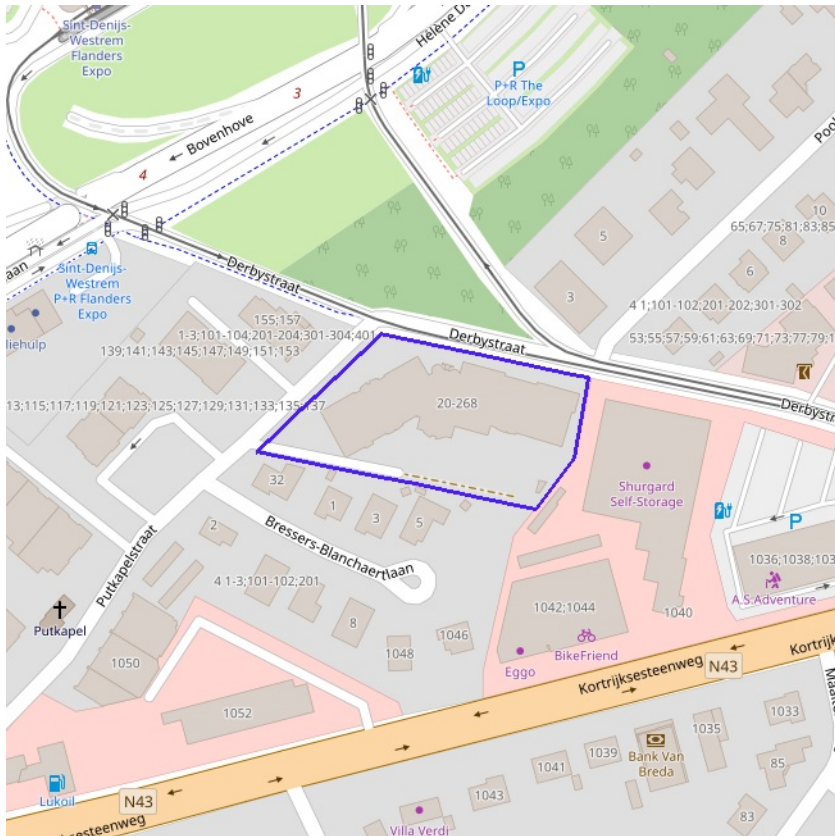 Sint-Denijs-
Westrem
Flanders
Expo
3
Bovenhove
4
P
P+R The
Loop/Expo
Derbystraat
Sint-Denijs-
Westrem
P+R Flanders
Expo
10
65;67;75;81;83;85
8
5
6
3
4 1;101-102;201-202;301-302
53;55;57;59;61;63;69;71;73;77;79;1
155;157
1-3;101-104;201-204;301-304;401
139;141;143;145;147;149;151;153
Derbystraat
13;115;117;119;121;123;125;127;129;131;133;135;137
20-268
Shurgard
Self-Storage
32
1
3
5
2
Bressers-Blanchaertlaan
Putkapelstraat
4 1-3;101-102;201
P
A.S.Adventure
Putkapel
8
1042;1044
1040
1046
1048
1050
Eggo
BikeFriend
Kortrijksesteenweg
N43
1052
1033
1035
1039
Bank Van
Breda
1041
85
1043
Lukoil
N43
83
Villa Verdi